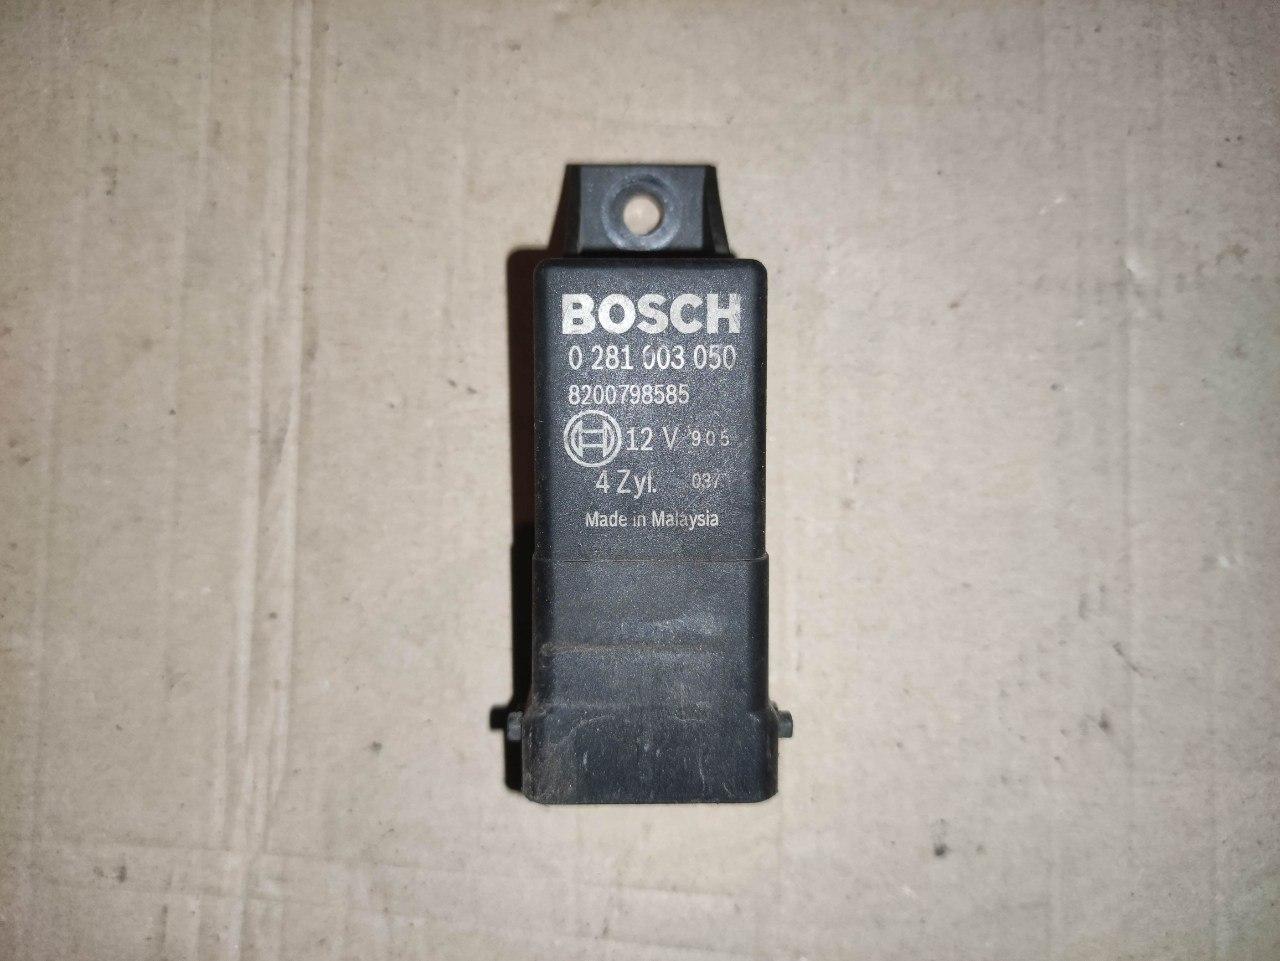 BOSCH
0 281 003 050
8200798585
12 V 905
4 Zyl. 037
Made in Malaysia